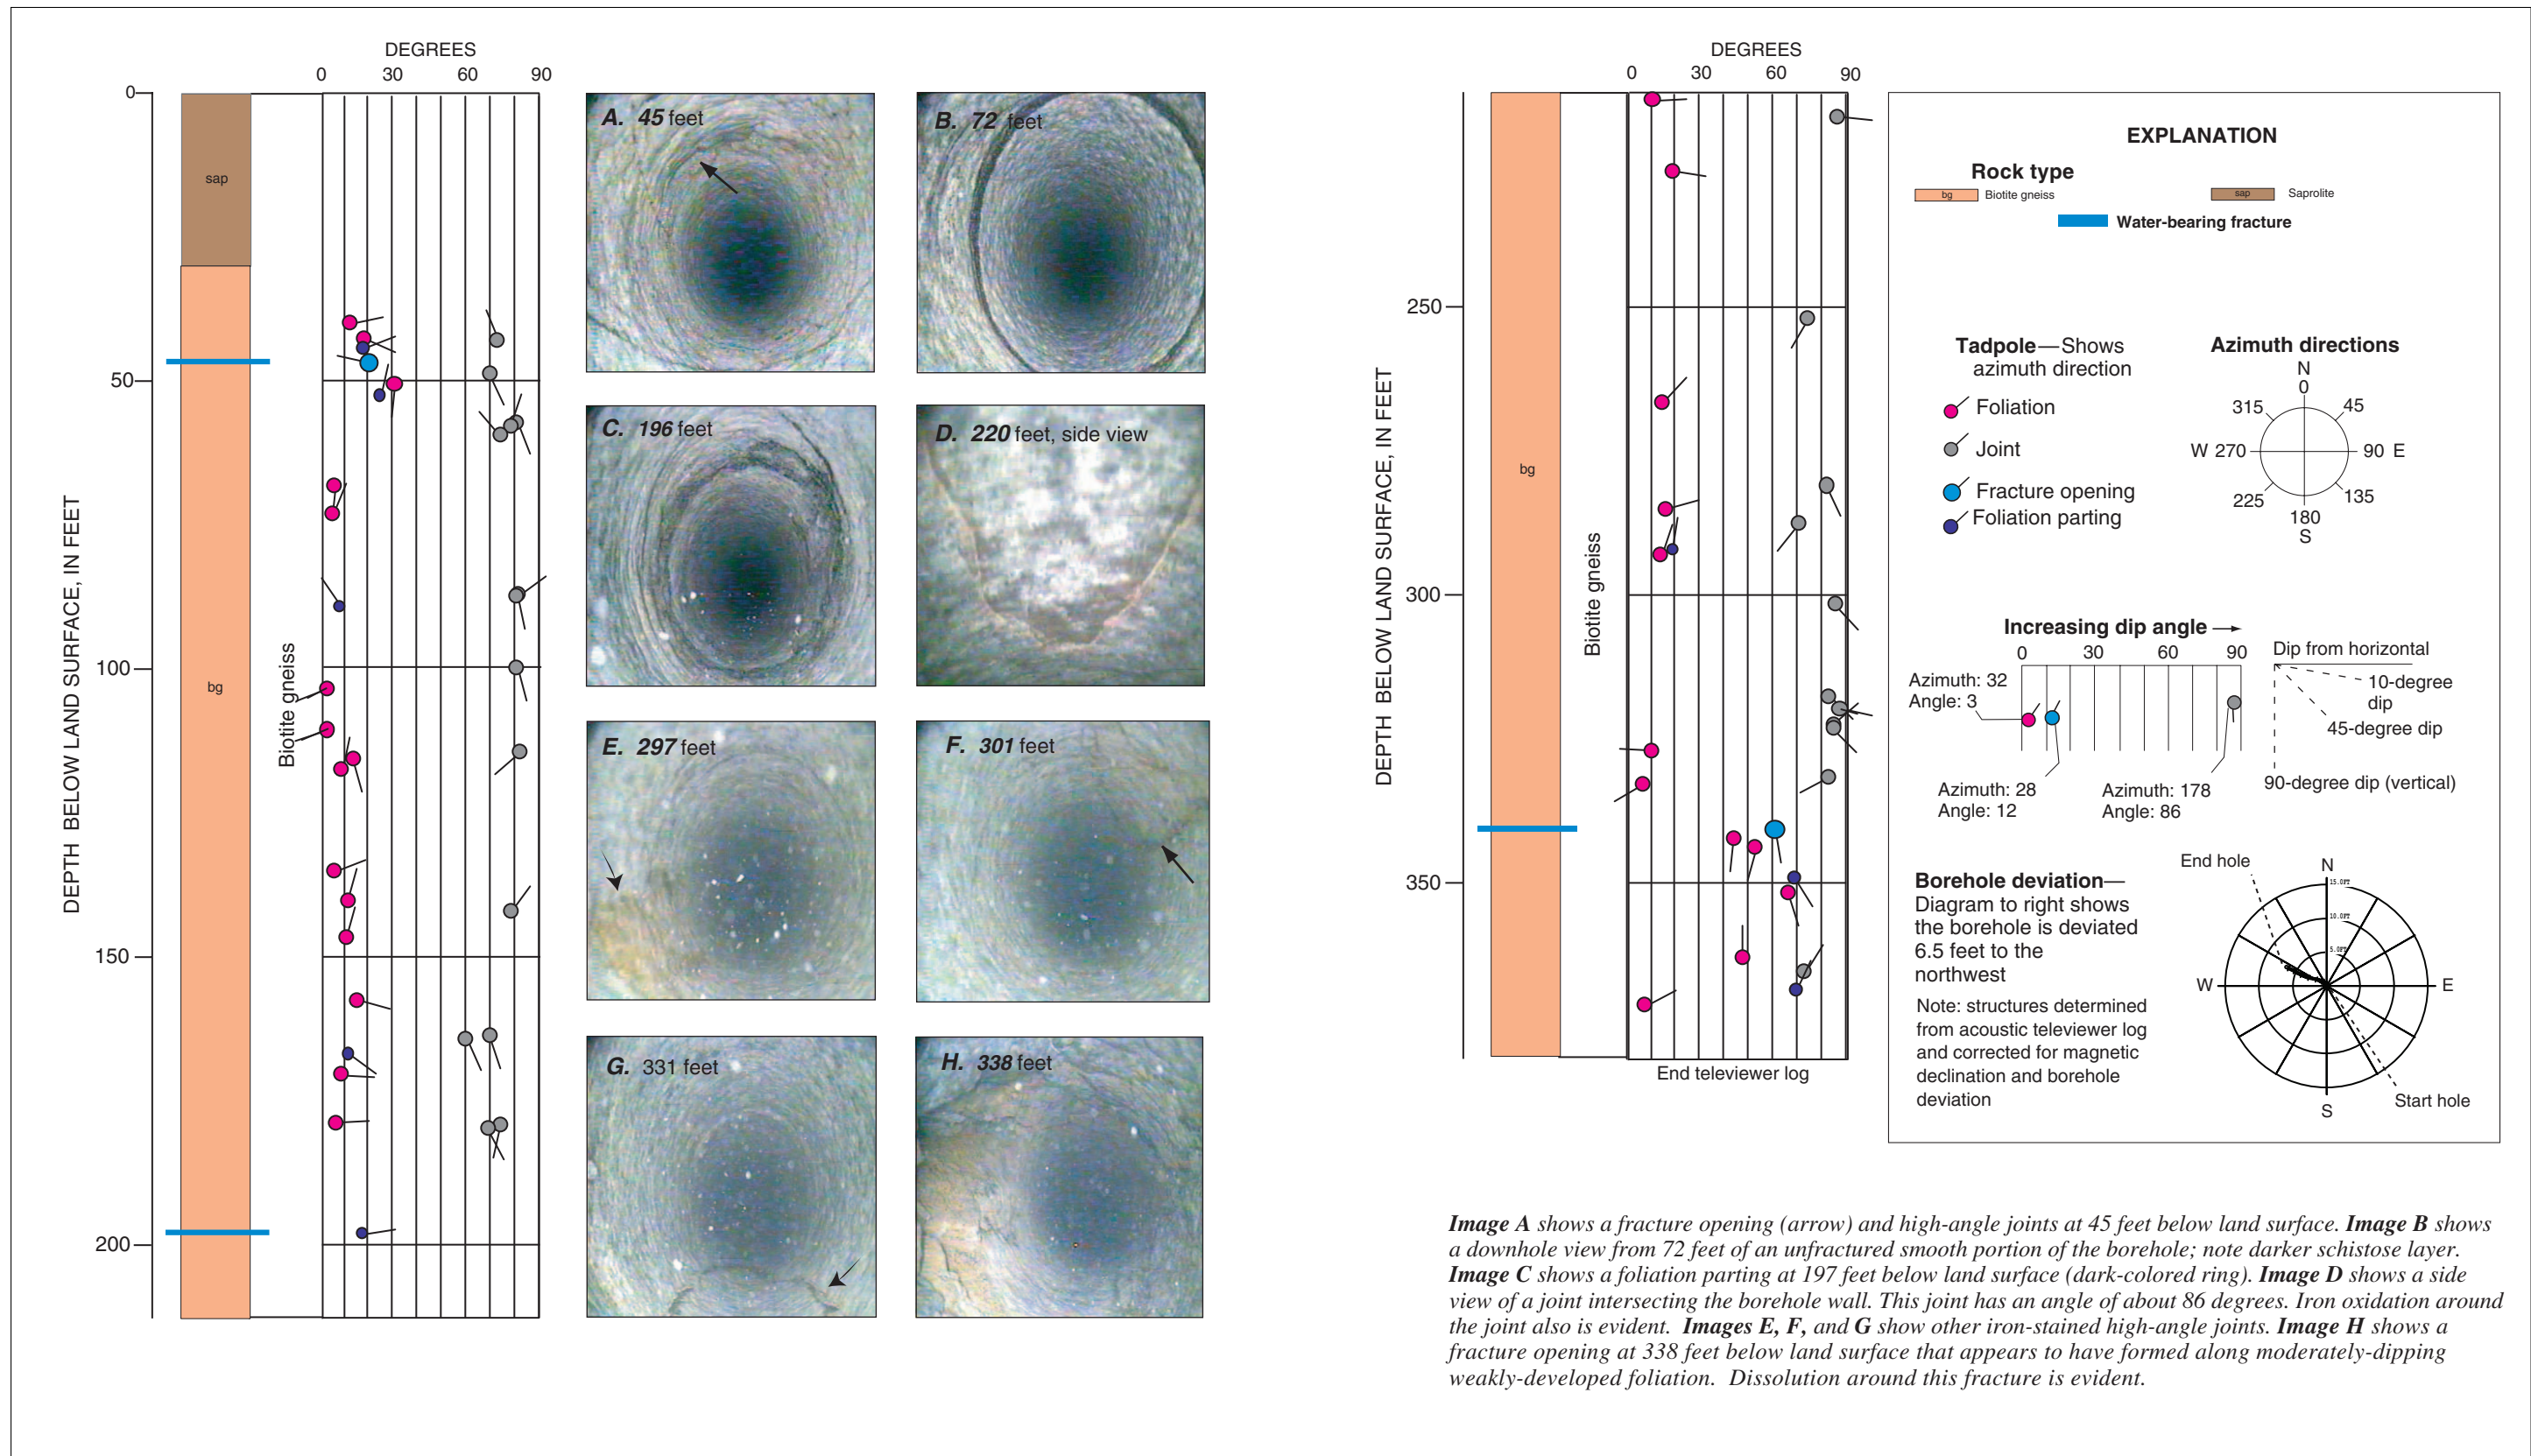 DEGREES
0 30 60 90
DEPTH BELOW LAND SURFACE, IN FEET
0
50
100
150
200
sap
bg
Biotite gneiss
A. 45 feet
B. 72 feet
C. 196 feet
D. 220 feet, side view
E. 297 feet
F. 301 feet
G. 331 feet
H. 338 feet
DEGREES
0 30 60 90
DEPTH BELOW LAND SURFACE, IN FEET
250
300
350
bg
Biotite gneiss
End televiewer log
EXPLANATION
Rock type
bg Biotite gneiss
sap Saprolite
Water-bearing fracture
Tadpole—Shows
azimuth direction
Foliation
Joint
Fracture opening
Foliation parting
Azimuth directions
N
0
315 45
W 270 90 E
225 135
180
S
Increasing dip angle
0 30 60 90
Azimuth: 32
Angle: 3
Azimuth: 28
Angle: 12
Azimuth: 178
Angle: 86
Dip from horizontal
10-degree
dip
45-degree dip
90-degree dip (vertical)
Borehole deviation—
Diagram to right shows
the borehole is deviated
6.5 feet to the
northwest
Note: structures determined
from acoustic televiewer log
and corrected for magnetic
declination and borehole
deviation
End hole
N
15.0FT
10.0FT
5.0FT
W E
S
Start hole
Image A shows a fracture opening (arrow) and high-angle joints at 45 feet below land surface. Image B shows
a downhole view from 72 feet of an unfractured smooth portion of the borehole; note darker schistose layer.
Image C shows a foliation parting at 197 feet below land surface (dark-colored ring). Image D shows a side
view of a joint intersecting the borehole wall. This joint has an angle of about 86 degrees. Iron oxidation around
the joint also is evident. Images E, F, and G show other iron-stained high-angle joints. Image H shows a
fracture opening at 338 feet below land surface that appears to have formed along moderately-dipping
weakly-developed foliation. Dissolution around this fracture is evident.